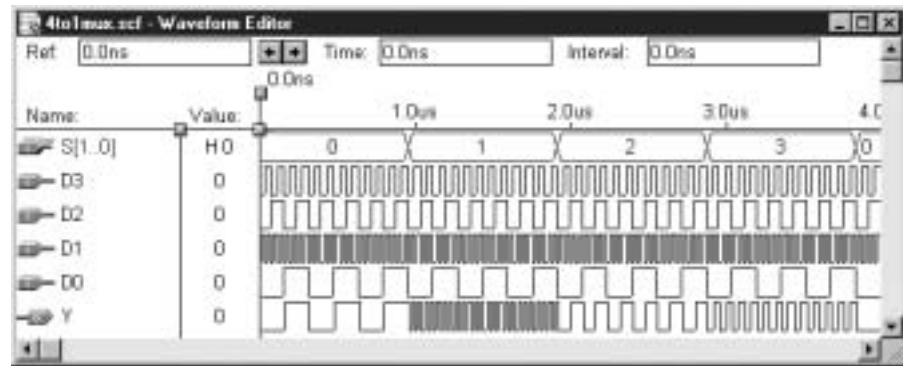 4to1mux.scf - Waveform Editor
Ref: 0.0ns Time: 0.0ns Interval: 0.0ns
0.0ns
Name: Value: 1.0us 2.0us 3.0us 4.0
S[1..0] H0 0 1 2 3 0
D3 0
D2 0
D1 0
D0 0
Y 0